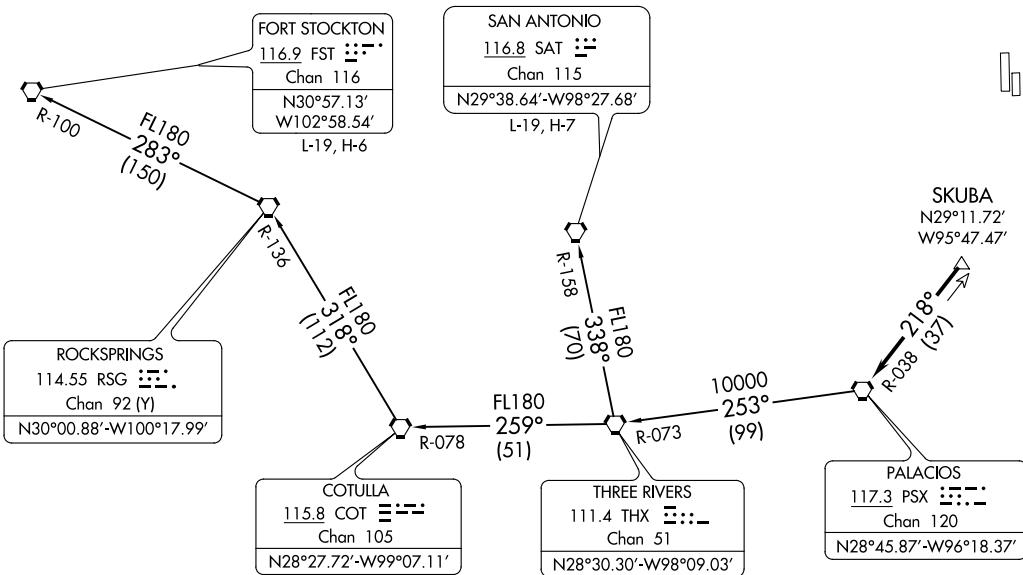 FORT STOCKTON
116.9 FST
Chan 116
N30°57.13'
W102°58.54'
L-19, H-6
SAN ANTONIO
116.8 SAT
Chan 115
N29°38.64'-W98°27.68'
L-19, H-7
R-100
FL180
283°
(150)
SKUBA
N29°11.72'
W95°47.47'
R-136
FL180
318°
(112)
R-158
FL180
338°
(70)
218°
(37)
R-038
ROCKSPRINGS
114.55 RSG
Chan 92 (Y)
N30°00.88'-W100°17.99'
FL180
259°
(51)
R-078
10000
253°
(99)
R-073
COTULLA
115.8 COT
Chan 105
N28°27.72'-W99°07.11'
THREE RIVERS
111.4 THX
Chan 51
N28°30.30'-W98°09.03'
PALACIOS
117.3 PSX
Chan 120
N28°45.87'-W96°18.37'